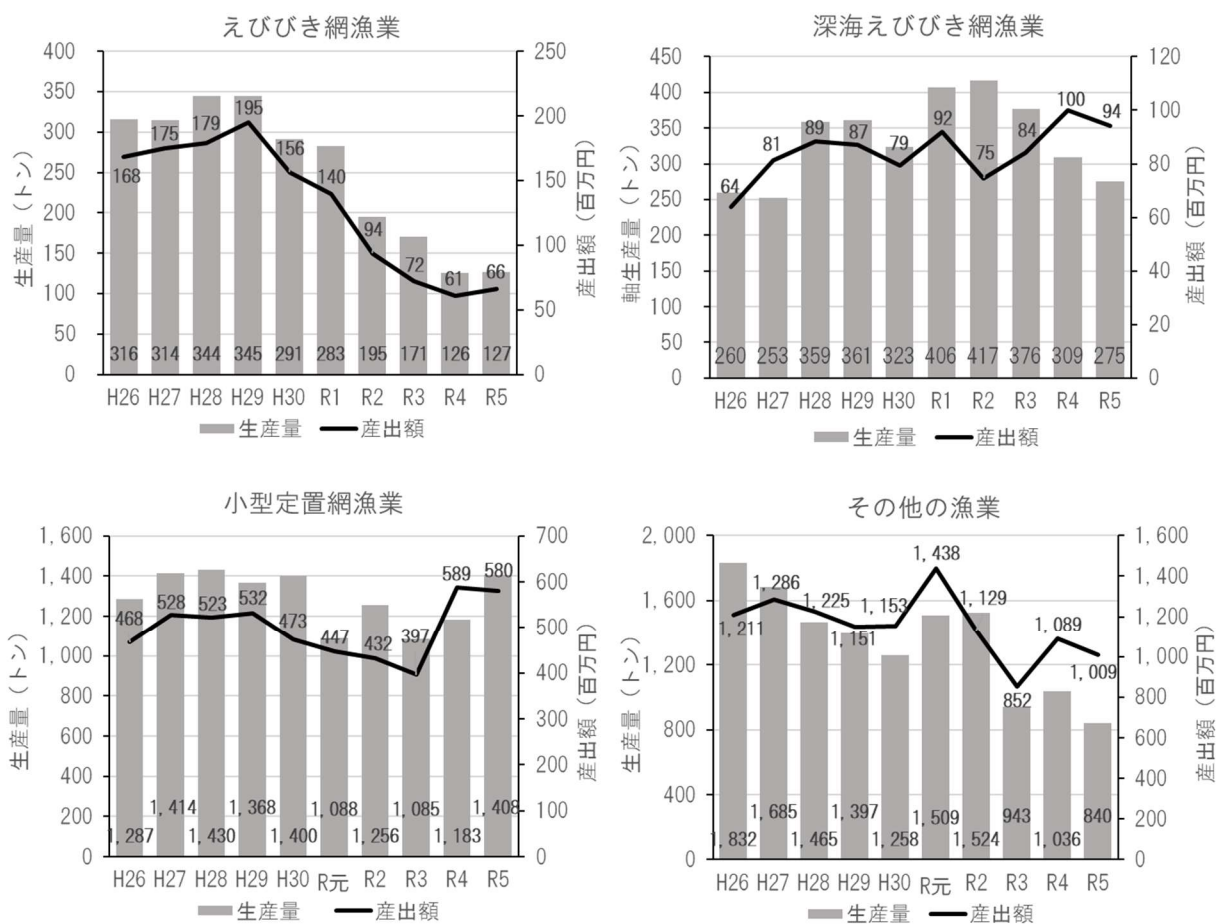 えびびき網漁業
400
350
300
250
200
150
100
50
0
生産量（トン）
250
200
150
100
50
0
産出額（百万円）
168 175 179 195 156 140 94 72 61 66
316 314 344 345 291 283 195 171 126 127
H26 H27 H28 H29 H30 R1 R2 R3 R4 R5
生産量 産出額
深海えびびき網漁業
400
350
300
250
200
150
100
50
0
軸生産量（トン）
120
100
80
60
40
20
0
産出額（百万円）
64 81 89 87 79 92 75 84 100 94
260 253 359 361 323 406 417 376 309 275
H26 H27 H28 H29 H30 R1 R2 R3 R4 R5
生産量 産出額
小型定置網漁業
1,600
1,400
1,200
1,000
800
600
400
200
0
生産量（トン）
700
600
500
400
300
200
100
0
産出額（百万円）
468 528 523 532 473 447 432 397 589 580
1,287 1,414 1,430 1,368 1,400 1,088 1,256 1,085 1,183 1,408
H26 H27 H28 H29 H30 R元 R2 R3 R4 R5
生産量 産出額
その他の漁業
2,000
1,600
1,200
800
400
0
生産量（トン）
1,600
1,400
1,200
1,000
800
600
400
200
0
産出額（百万円）
1,211 1,286 1,225 1,151 1,153 1,438 1,129 852 1,089 1,009
1,832 1,685 1,465 1,397 1,258 1,509 1,524 943 1,036 840
H26 H27 H28 H29 H30 R元 R2 R3 R4 R5
生産量 産出額